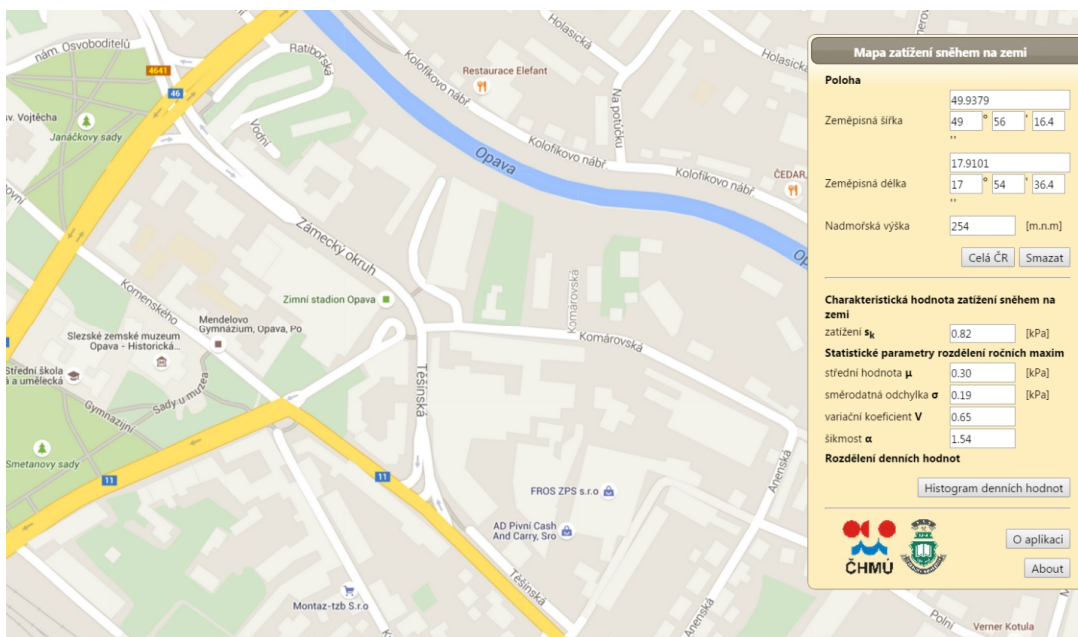 nám. Osvoboditelů
4641
46
sv. Vojtěcha
Janáčkovy sady
Ratibořská
Vodní
Kolofíkovo nábř.
Restaurace Elefant
Holasická
Holasická
Na potůčku
Kolofíkovo nábř.
Kolofíkovo nábř.
Opava
ČEDAR,
Zámecký okruh
Zimní stadion Opava
Komenského
Mendelovo
Gymnázium, Opava, Po
Slezské zemské muzeum
Opava - Historická...
Střední škola
á a umělecká
Sady u muzea
Gymnazijní
Smetanovy sady
11
11
Těšínská
Komárovská
Komárovská
FROS ZPS s.r.o
AD Pivní Cash
And Carry, Sro
Anenská
Anenská
Těšínská
Montaz-tzb S.r.o
Polní
Verner Kotula
Mapa zatížení sněhem na zemi
Poloha
49.9379
Zeměpisná šířka 49 ° 56 ' 16.4
''
17.9101
Zeměpisná délka 17 ° 54 ' 36.4
''
Nadmořská výška 254 [m.n.m]
Celá ČR Smazat
Charakteristická hodnota zatížení sněhem na
zemi
zatížení sk 0.82 [kPa]
Statistické parametry rozdělení ročních maxim
střední hodnota μ 0.30 [kPa]
směrodatná odchylka σ 0.19 [kPa]
variační koeficient V 0.65
šikmost α 1.54
Rozdělení denních hodnot
Histogram denních hodnot
ČHMÚ
O aplikaci
About